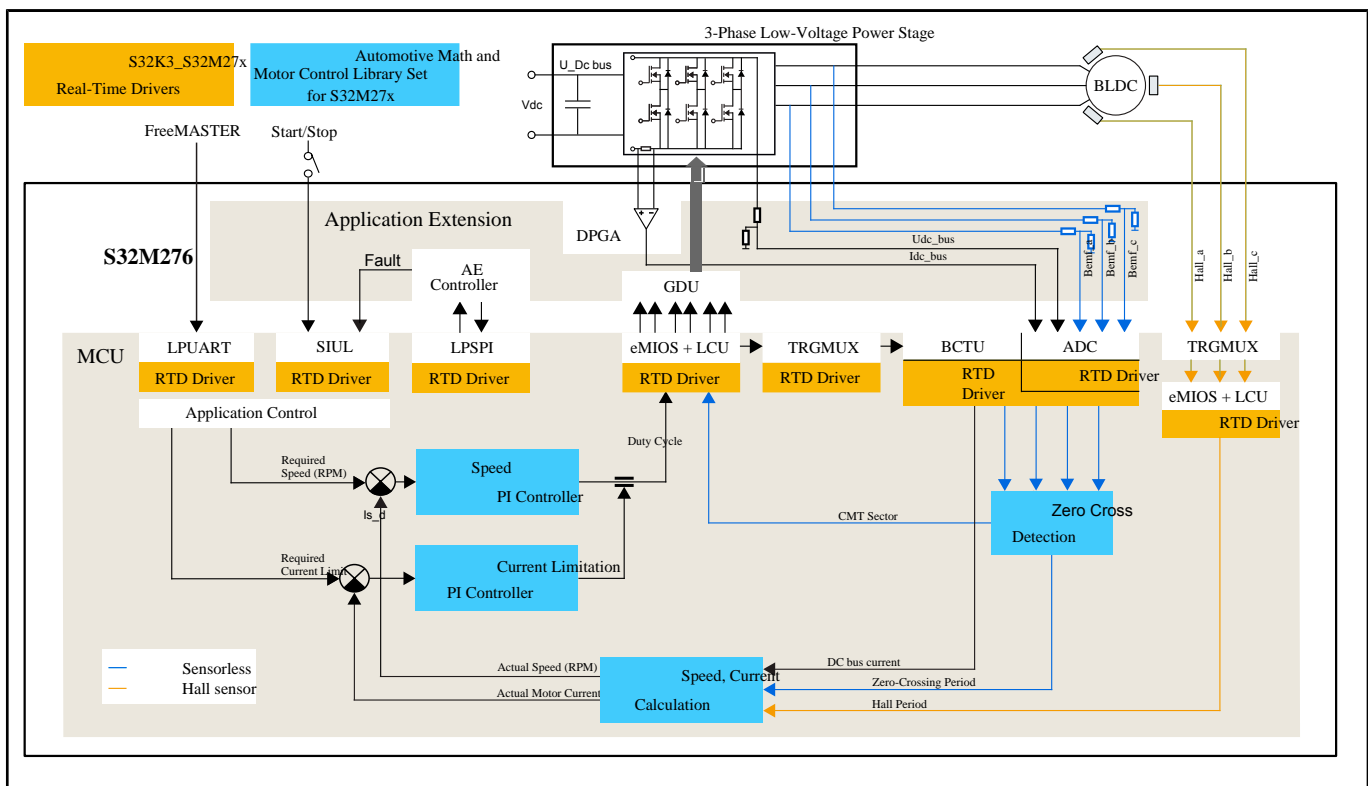 3-Phase Low-Voltage Power Stage
S32K3_S32M27x
Real-Time Drivers
Automotive Math and
Motor Control Library Set
for S32M27x
U_Dc bus
Vdc
BLDC
FreeMASTER
Start/Stop
Application Extension
DPGA
S32M276
Fault
AE
Controller
GDU
Udc_bus
Idc_bus
Bemf_a
Bemf_b
Bemf_c
Hall_a
Hall_b
Hall_c
MCU
LPUART
RTD Driver
SIUL
RTD Driver
LPSPI
RTD Driver
eMIOS + LCU
RTD Driver
TRGMUX
RTD Driver
BCTU
RTD
Driver
ADC
RTD Driver
TRGMUX
eMIOS + LCU
RTD Driver
Application Control
Duty Cycle
Required
Speed (RPM)
Speed
PI Controller
Is_d
CMT Sector
Zero Cross
Detection
Required
Current Limit
Current Limitation
PI Controller
Sensorless
Hall sensor
Actual Speed (RPM)
Actual Motor Current
Speed, Current
Calculation
DC bus current
Zero-Crossing Period
Hall Period